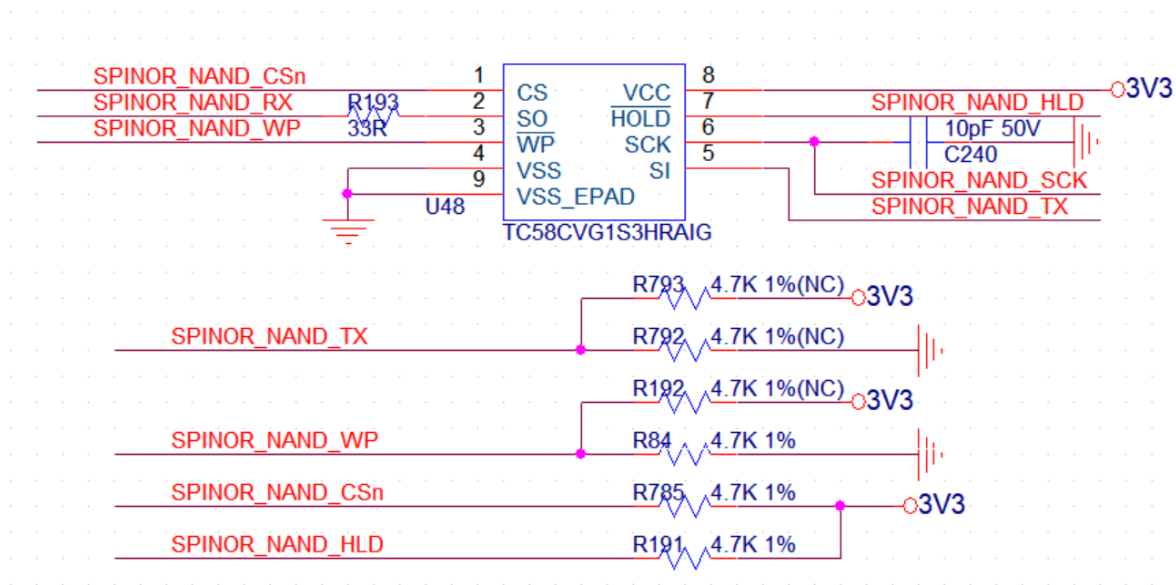 SPINOR_NAND_CSn 1 CS VCC 8 3V3
SPINOR_NAND_RX R193 33R 2 SO HOLD 7 SPINOR_NAND_HLD
SPINOR_NAND_WP 3 WP SCK 6 10pF 50V C240
4 VSS SI 5
9 VSS_EPAD SPINOR_NAND_SCK
U48 SPINOR_NAND_TX
TC58CVG1S3HRAIG
R793 4.7K 1%(NC) 3V3
SPINOR_NAND_TX R792 4.7K 1%(NC)
R192 4.7K 1%(NC) 3V3
SPINOR_NAND_WP R84 4.7K 1%
SPINOR_NAND_CSn R785 4.7K 1% 3V3
SPINOR_NAND_HLD R191 4.7K 1%